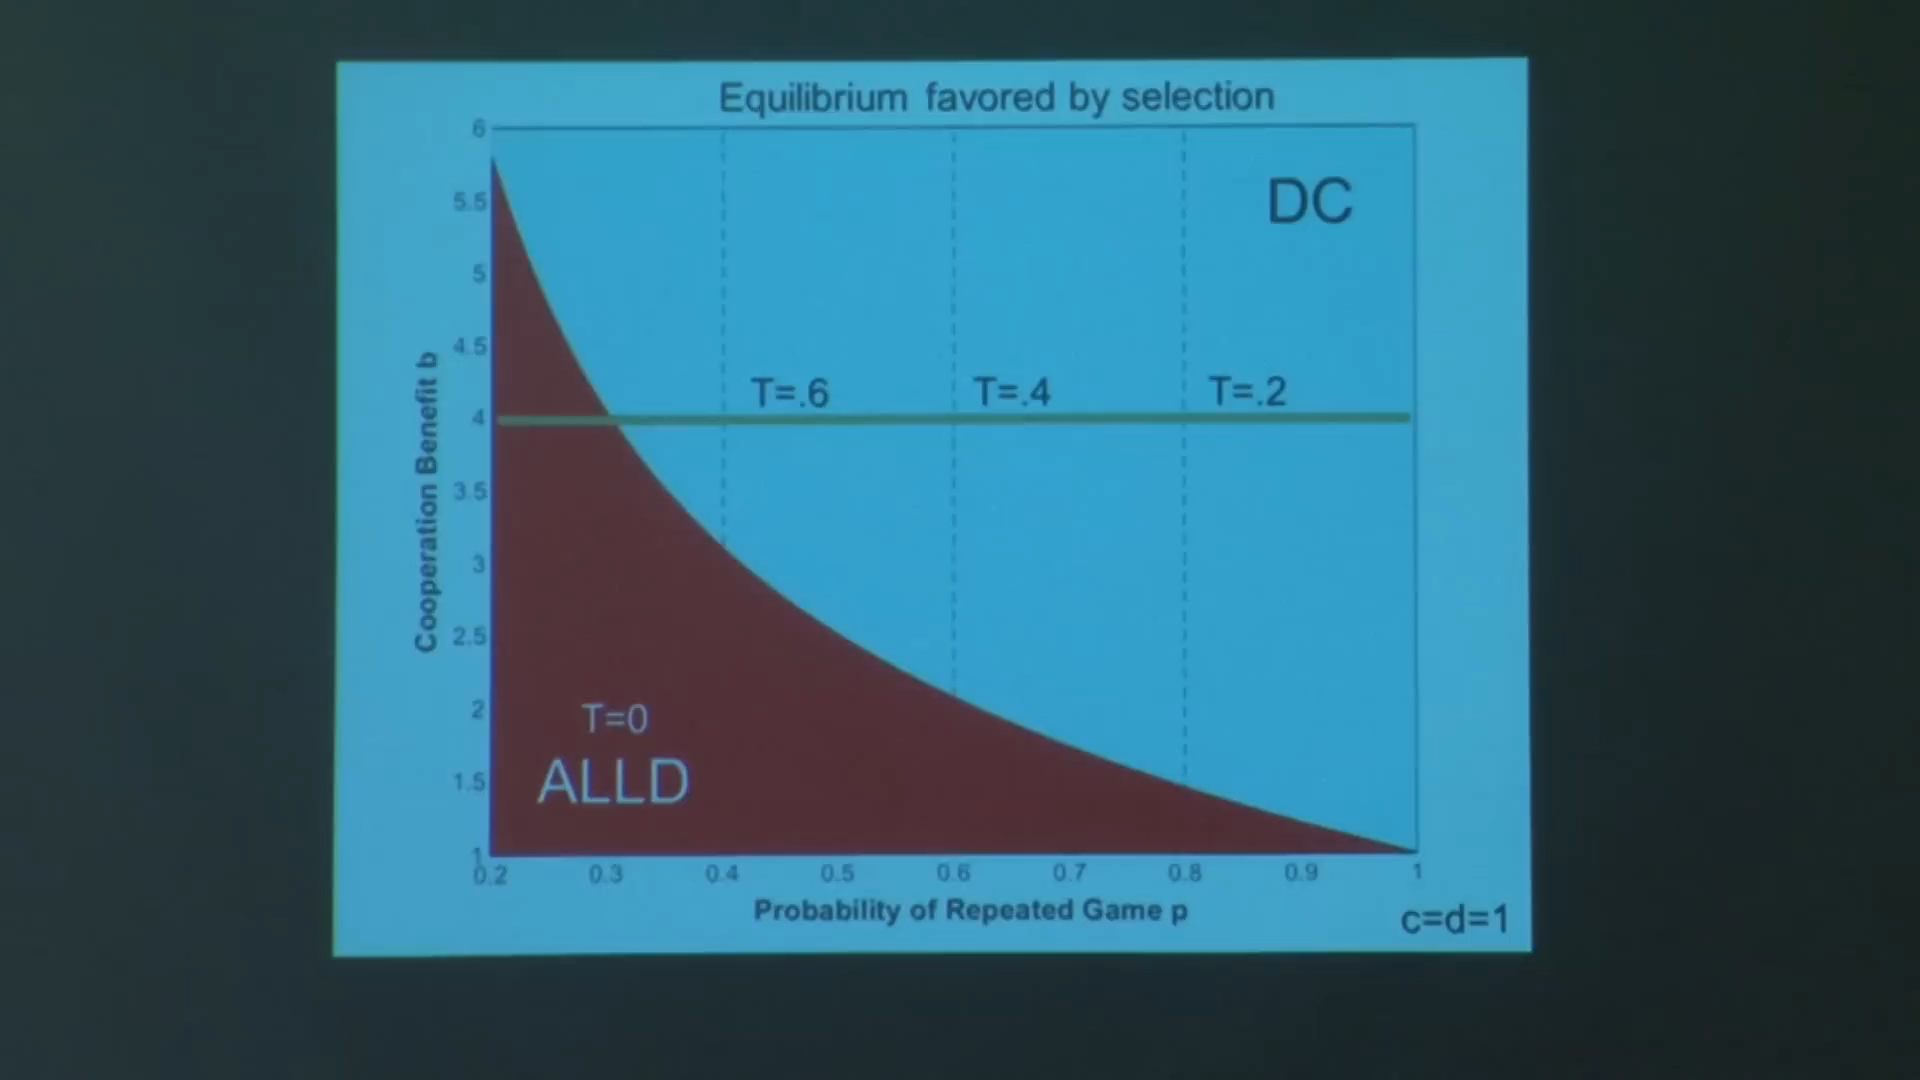 Equilibrium favored by selection
6
5.5
5
4.5
4
3.5
3
2.5
2
1.5
1
Cooperation Benefit b
DC
T=.6
T=.4
T=.2
T=0
ALLD
0.2
0.3
0.4
0.5
0.6
0.7
0.8
0.9
1
Probability of Repeated Game p
c=d=1